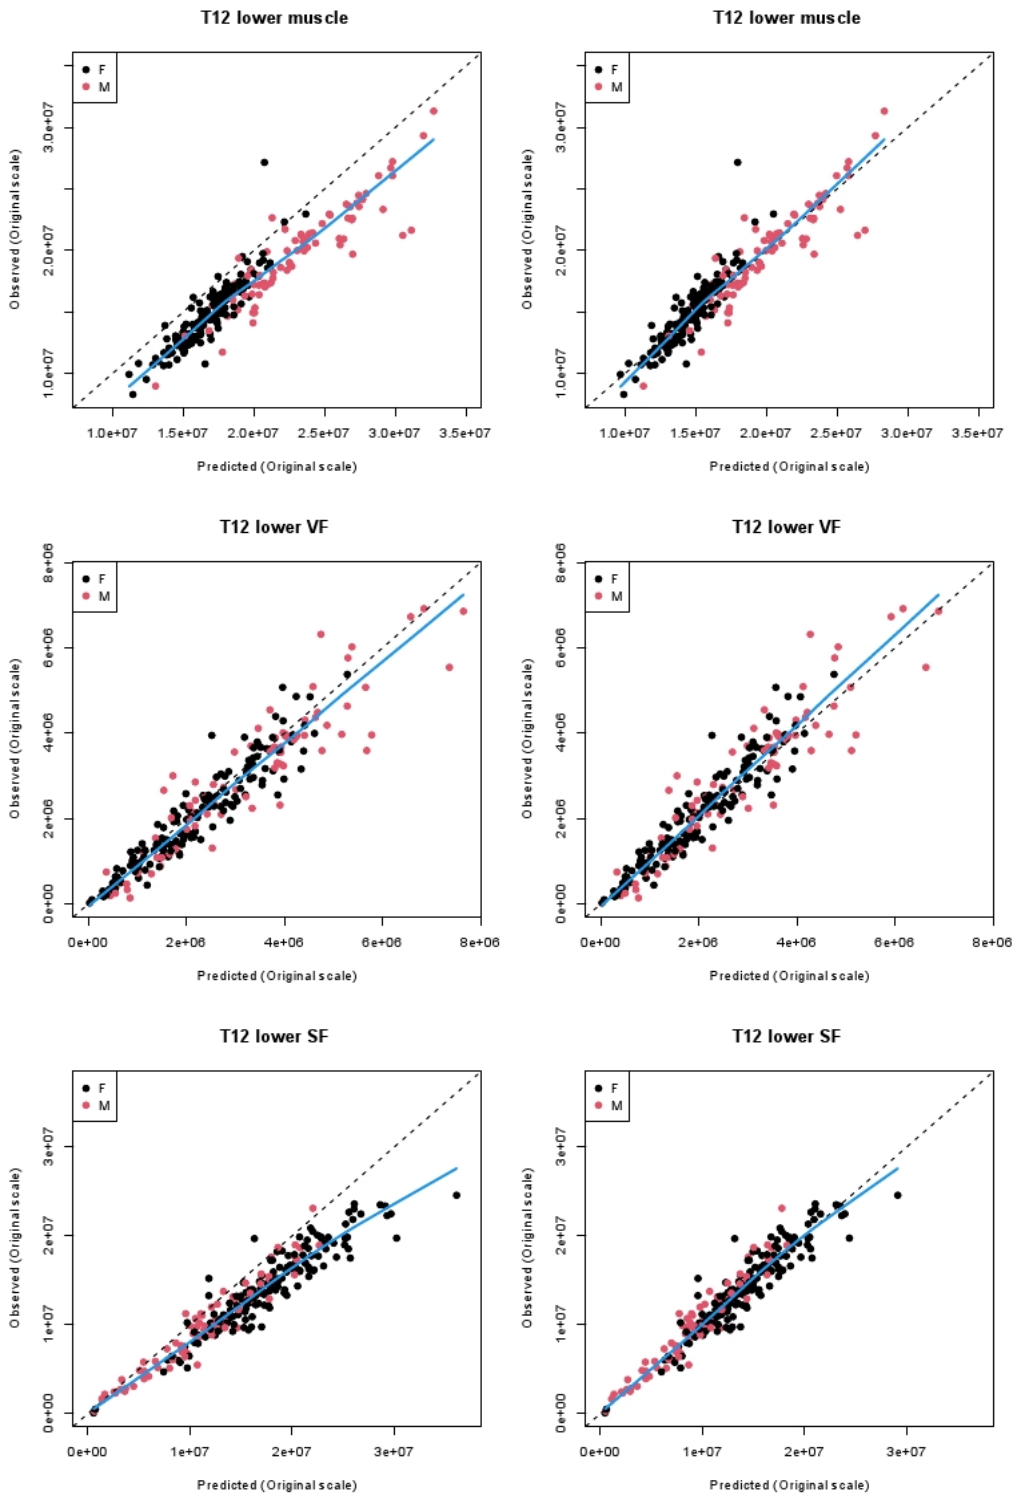 T12 lower muscle
F
M
Observed (Original scale)
1.0e+07 2.0e+07 3.0e+07
1.0e+07 1.5e+07 2.0e+07 2.5e+07 3.0e+07 3.5e+07
Predicted (Original scale)
T12 lower muscle
F
M
Observed (Original scale)
1.0e+07 2.0e+07 3.0e+07
1.0e+07 1.5e+07 2.0e+07 2.5e+07 3.0e+07 3.5e+07
Predicted (Original scale)
T12 lower VF
F
M
Observed (Original scale)
0e+00 2e+06 4e+06 6e+06 8e+06
0e+00 2e+06 4e+06 6e+06 8e+06
Predicted (Original scale)
T12 lower VF
F
M
Observed (Original scale)
0e+00 2e+06 4e+06 6e+06 8e+06
0e+00 2e+06 4e+06 6e+06 8e+06
Predicted (Original scale)
T12 lower SF
F
M
Observed (Original scale)
0e+00 1e+07 2e+07 3e+07
0e+00 1e+07 2e+07 3e+07
Predicted (Original scale)
T12 lower SF
F
M
Observed (Original scale)
0e+00 1e+07 2e+07 3e+07
0e+00 1e+07 2e+07 3e+07
Predicted (Original scale)